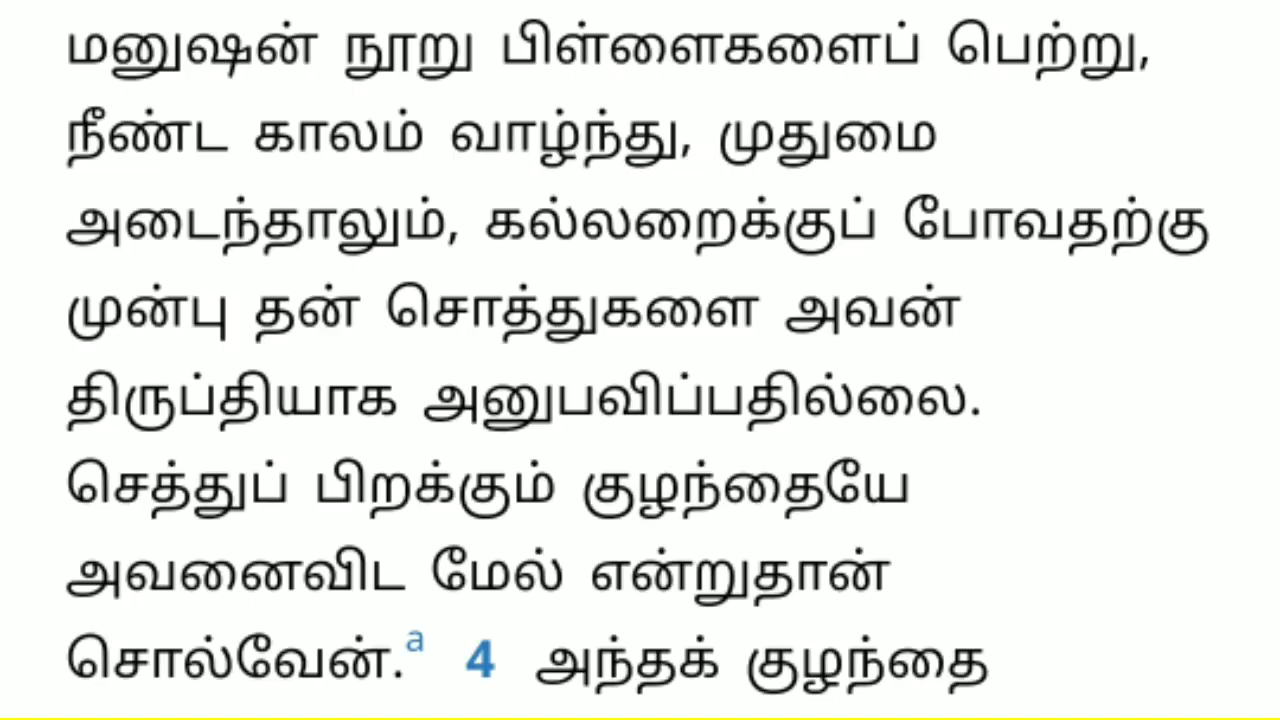 மனுஷன் நூறு பிள்ளைகளைப் பெற்று,
நீண்ட காலம் வாழ்ந்து, முதுமை
அடைந்தாலும், கல்லறைக்குப் போவதற்கு
முன்பு தன் சொத்துகளை அவன்
திருப்தியாக அனுபவிப்பதில்லை.
செத்துப் பிறக்கும் குழந்தையே
அவனைவிட மேல் என்றுதான்
சொல்வேன்.a 4 அந்தக் குழந்தை